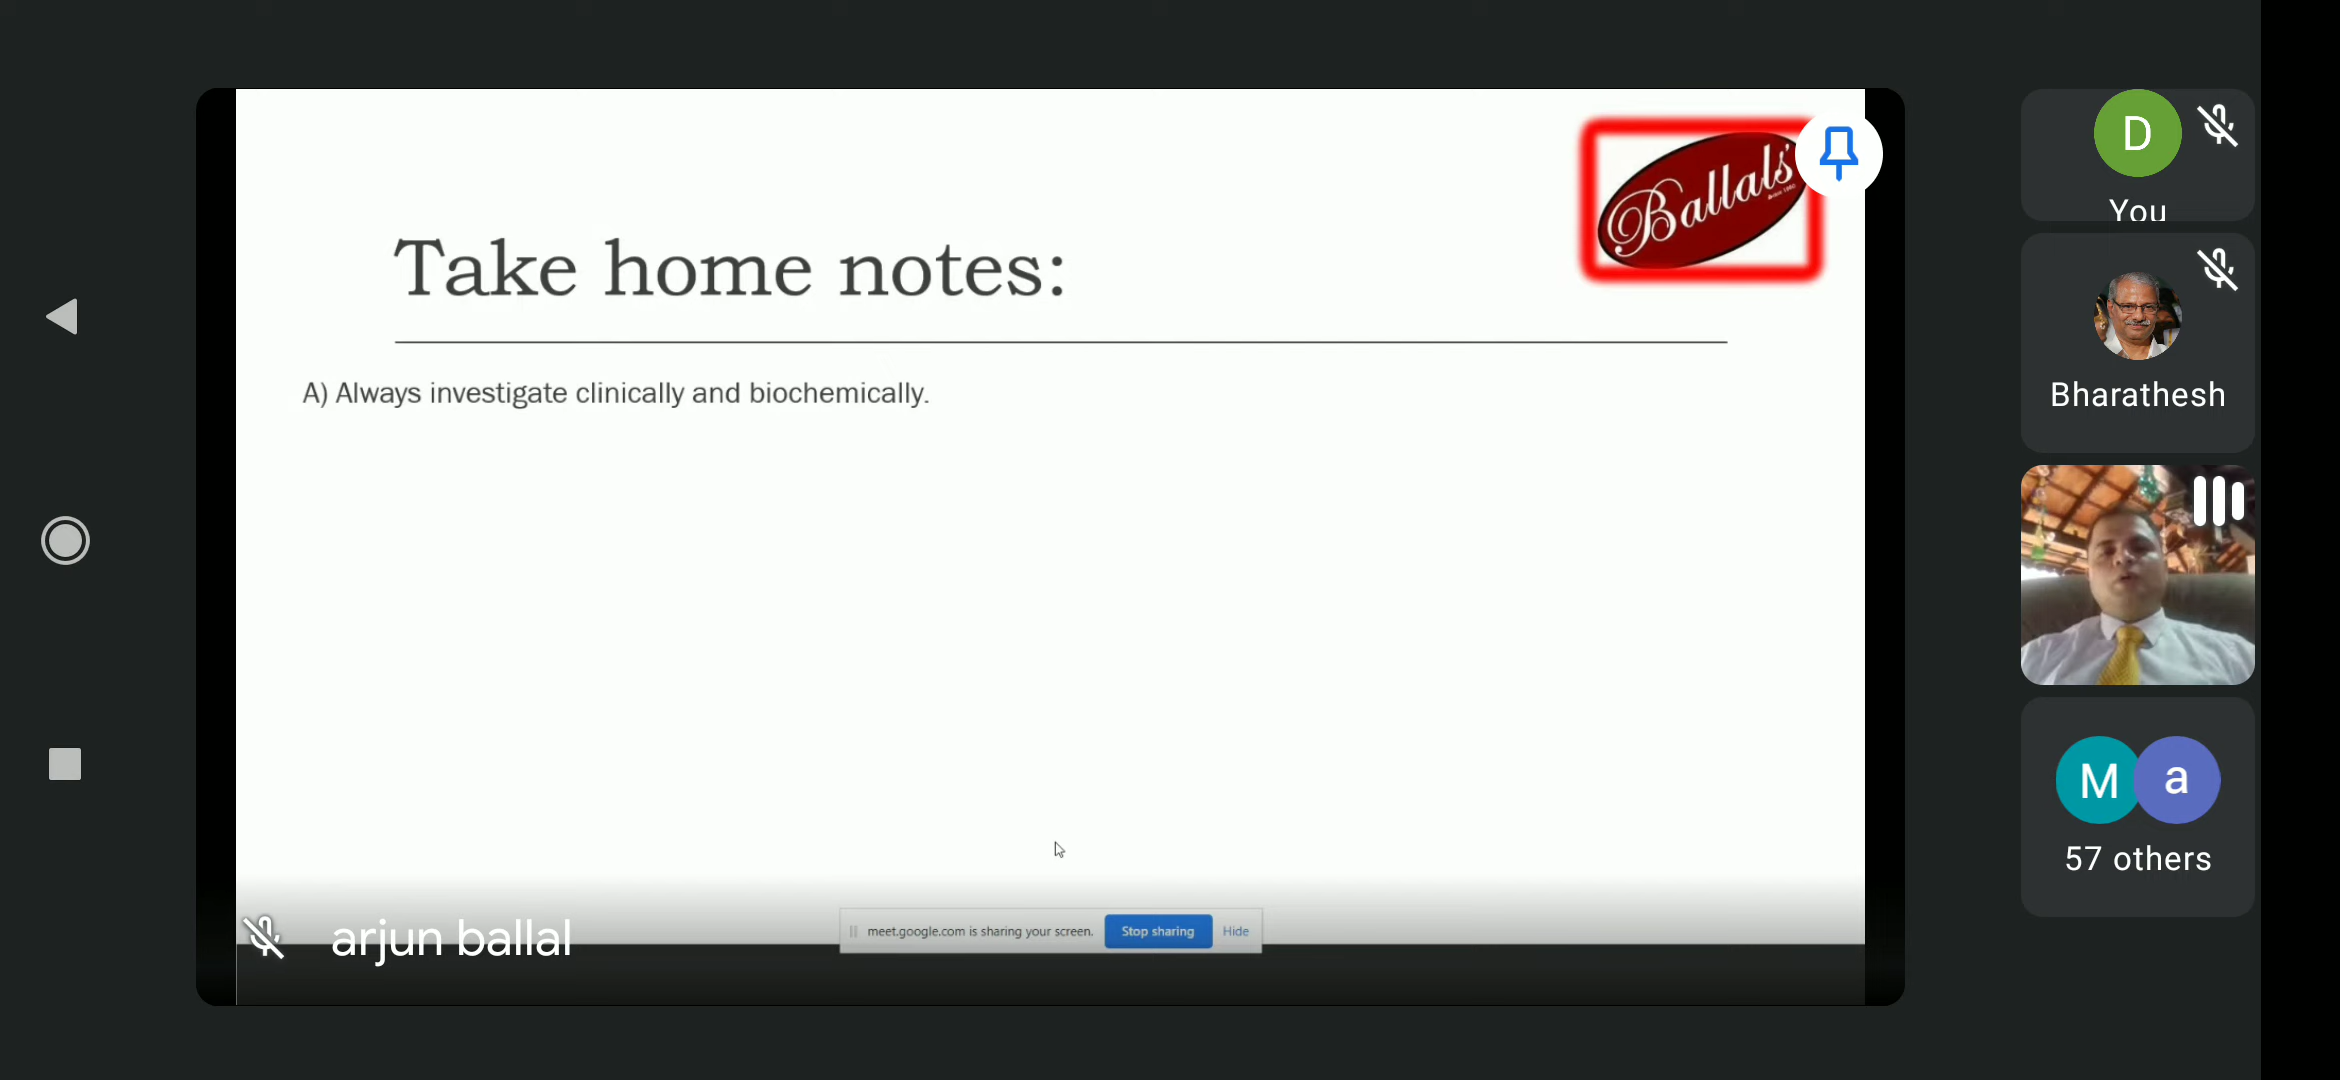 Take home notes:
Ballals'
A) Always investigate clinically and biochemically.
arjun ballal
meet.google.com is sharing your screen. Stop sharing Hide
D
You
Bharathesh
M a
57 others